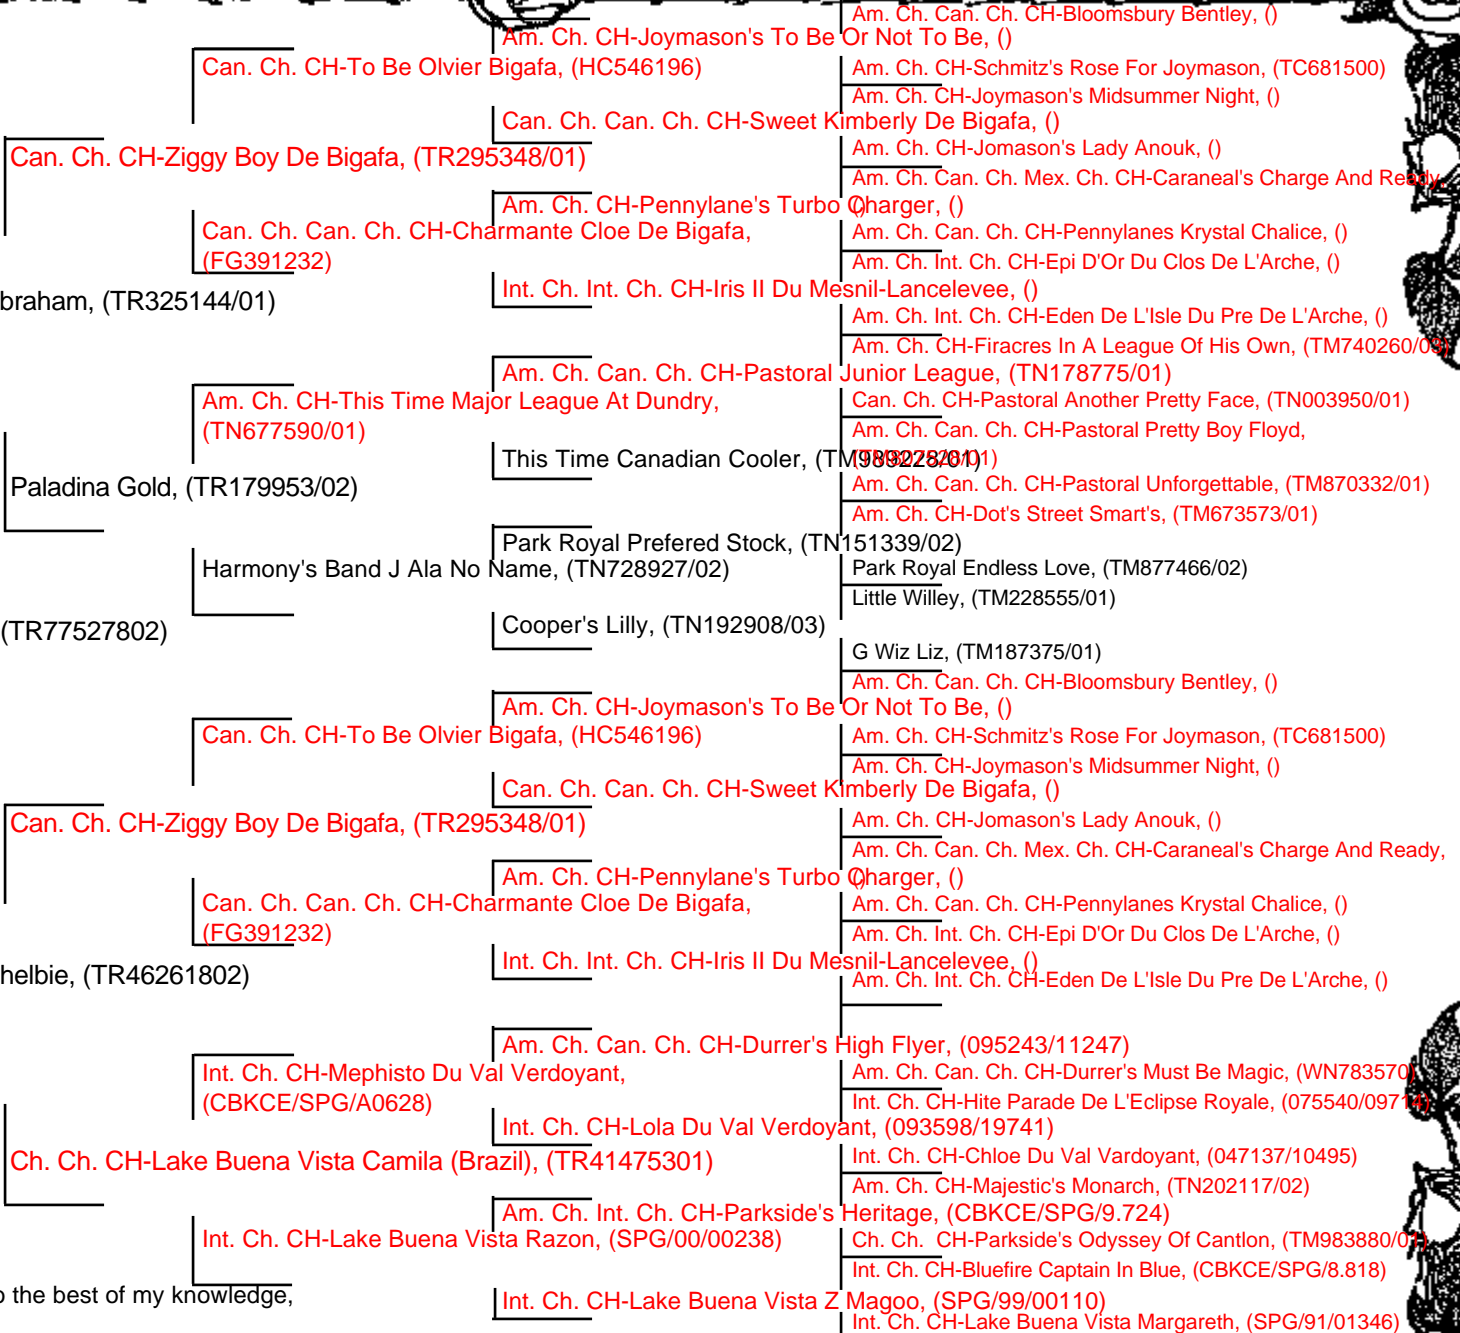 Am. Ch. Can. Ch. CH-Bloomsbury Bentley, ()
Am. Ch. CH-Joymason's To Be Or Not To Be, ()
Can. Ch. CH-To Be Olvier Bigafa, (HC546196)
Am. Ch. CH-Schmitz's Rose For Joymason, (TC681500)
Am. Ch. CH-Joymason's Midsummer Night, ()
Can. Ch. Can. Ch. CH-Sweet Kimberly De Bigafa, ()
Can. Ch. CH-Ziggy Boy De Bigafa, (TR295348/01)
Am. Ch. CH-Jomason's Lady Anouk, ()
Am. Ch. Can. Ch. Mex. Ch. CH-Caraneal's Charge And Ready,
()
Am. Ch. CH-Pennylane's Turbo Charger, ()
Can. Ch. Can. Ch. CH-Charmante Cloe De Bigafa,
(FG391232)
Am. Ch. Can. Ch. CH-Pennylanes Krystal Chalice, ()
Am. Ch. Int. Ch. CH-Epi D'Or Du Clos De L'Arche, ()
Int. Ch. Int. Ch. CH-Iris II Du Mesnil-Lancelevee, ()
braham, (TR325144/01)
Am. Ch. Int. Ch. CH-Eden De L'Isle Du Pre De L'Arche, ()
Am. Ch. CH-Firacres In A League Of His Own, (TM740260/03)
Am. Ch. Can. Ch. CH-Pastoral Junior League, (TN178775/01)
Am. Ch. CH-This Time Major League At Dundry,
(TN677590/01)
Can. Ch. CH-Pastoral Another Pretty Face, (TN003950/01)
Am. Ch. Can. Ch. CH-Pastoral Pretty Boy Floyd,
This Time Canadian Cooler,
Paladina Gold, (TR179953/02)
Am. Ch. Can. Ch. CH-Pastoral Unforgettable, (TM870332/01)
Am. Ch. CH-Dot's Street Smart's, (TM673573/01)
Park Royal Prefered Stock, (TN151339/02)
Harmony's Band J Ala No Name, (TN728927/02)
Park Royal Endless Love, (TM877466/02)
Little Willey, (TM228555/01)
Cooper's Lilly, (TN192908/03)
(TR77527802)
G Wiz Liz, (TM187375/01)
Am. Ch. Can. Ch. CH-Bloomsbury Bentley, ()
Am. Ch. CH-Joymason's To Be Or Not To Be, ()
Can. Ch. CH-To Be Olvier Bigafa, (HC546196)
Am. Ch. CH-Schmitz's Rose For Joymason, (TC681500)
Am. Ch. CH-Joymason's Midsummer Night, ()
Can. Ch. Can. Ch. CH-Sweet Kimberly De Bigafa, ()
Can. Ch. CH-Ziggy Boy De Bigafa, (TR295348/01)
Am. Ch. CH-Jomason's Lady Anouk, ()
Am. Ch. Can. Ch. Mex. Ch. CH-Caraneal's Charge And Ready,
()
Am. Ch. CH-Pennylane's Turbo Charger, ()
Can. Ch. Can. Ch. CH-Charmante Cloe De Bigafa,
(FG391232)
Am. Ch. Can. Ch. CH-Pennylanes Krystal Chalice, ()
Am. Ch. Int. Ch. CH-Epi D'Or Du Clos De L'Arche, ()
Int. Ch. Int. Ch. CH-Iris II Du Mesnil-Lancelevee, ()
helbie, (TR46261802)
Am. Ch. Int. Ch. CH-Eden De L'Isle Du Pre De L'Arche, ()
Am. Ch. Can. Ch. CH-Durrer's High Flyer, (095243/11247)
Int. Ch. CH-Mephisto Du Val Verdoyant,
(CBKCE/SPG/A0628)
Am. Ch. Can. Ch. CH-Durrer's Must Be Magic, (WN783570)
Int. Ch. CH-Hite Parade De L'Eclipse Royale, (075540/09714)
Int. Ch. CH-Lola Du Val Verdoyant, (093598/19741)
Ch. Ch. CH-Lake Buena Vista Camila (Brazil), (TR41475301)
Int. Ch. CH-Chloe Du Val Vardoyant, (047137/10495)
Am. Ch. CH-Majestic's Monarch, (TN202117/02)
Am. Ch. Int. Ch. CH-Parkside's Heritage, (CBKCE/SPG/9.724)
Int. Ch. CH-Lake Buena Vista Razon, (SPG/00/00238)
Ch. Ch. CH-Parkside's Odyssey Of Cantlon,
Int. Ch. CH-Bluefire Captain In Blue, (CBKCE/SPG/8.818)
o the best of my knowledge,
Int. Ch. CH-Lake Buena Vista Z Magoo, (SPG/99/00110)
Int. Ch. CH-Lake Buena Vista Margareth, (SPG/91/01346)